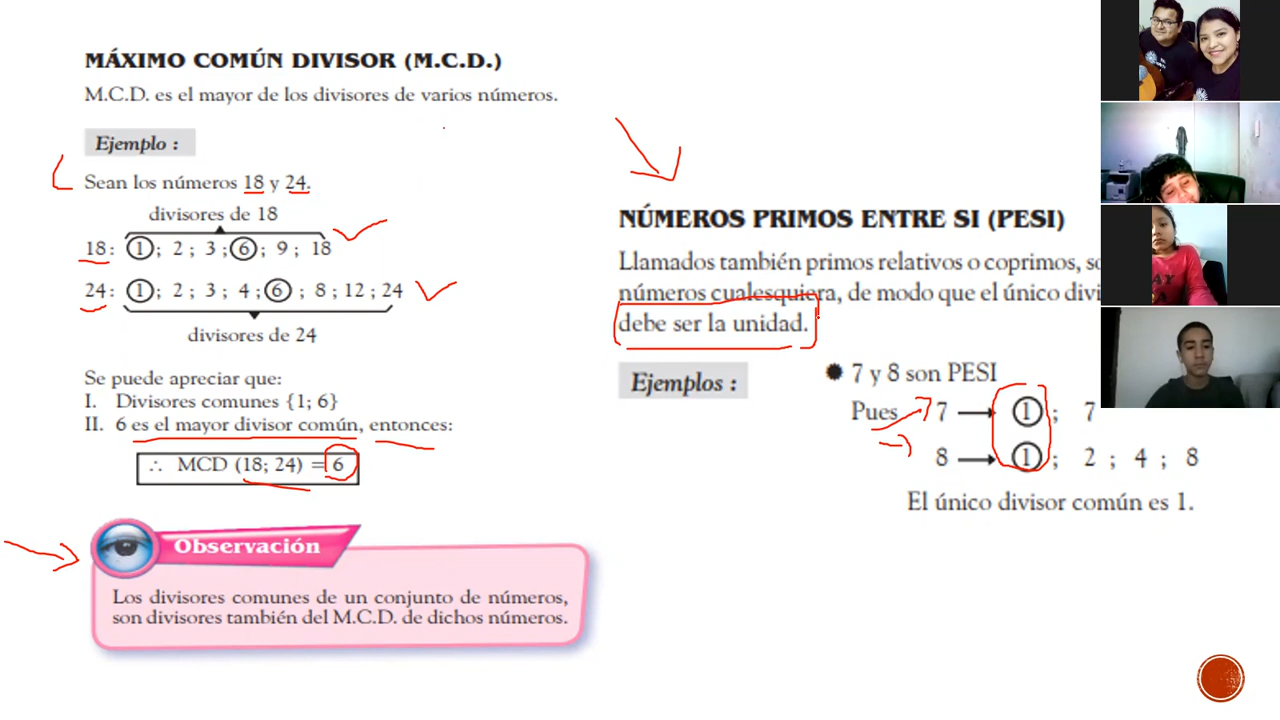 MÁXIMO COMÚN DIVISOR (M.C.D.)
M.C.D. es el mayor de los divisores de varios números.
Ejemplo :
Sean los números 18 y 24.
divisores de 18
18: 1 ; 2 ; 3 ; 6 ; 9 ; 18
24: 1 ; 2 ; 3 ; 4 ; 6 ; 8 ; 12 ; 24
divisores de 24
Se puede apreciar que:
I. Divisores comunes {1; 6}
II. 6 es el mayor divisor común, entonces:
∴ MCD (18; 24) = 6
Observación
Los divisores comunes de un conjunto de números,
son divisores también del M.C.D. de dichos números.
NÚMEROS PRIMOS ENTRE SI (PESI)
Llamados también primos relativos o coprimos,
números cualesquiera, de modo que el único
debe ser la unidad.
Ejemplos :
7 y 8 son PESI
Pues 7 → 1 ; 7
8 → 1 ; 2 ; 4 ; 8
El único divisor común es 1.